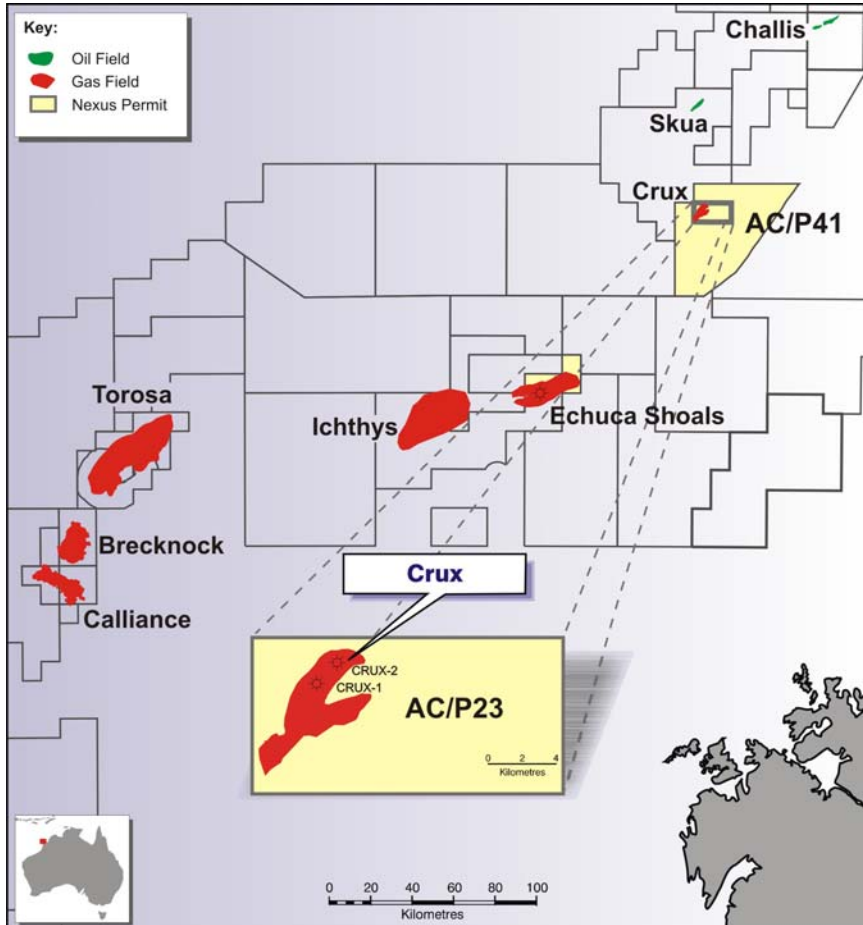 Key:
Oil Field
Gas Field
Nexus Permit
Challis
Skua
Crux
AC/P41
Torosa
Ichthys
Echuca Shoals
Brecknock
Calliance
Crux
CRUX-2
CRUX-1
AC/P23
0 2 4
Kilometres
0 20 40 60 80 100
Kilometres